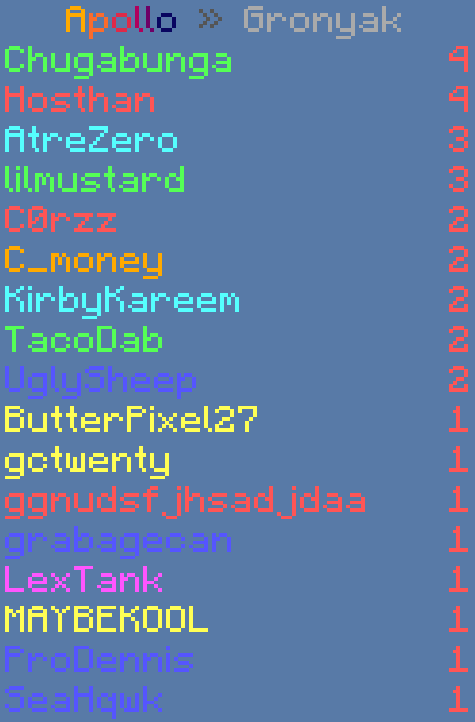 Apollo » Gronyak
Chugabunga 4
Hosthan 4
AtreZero 3
lilmustard 3
C0rzz 2
C_money 2
KirbyKareem 2
TacoDab 2
UglySheep 2
ButterPixel27 1
gctwenty 1
ggnudsfjhsadjdaa 1
grabagecan 1
LexTank 1
MAYBEKOOL 1
ProDennis 1
SeaHqwk 1